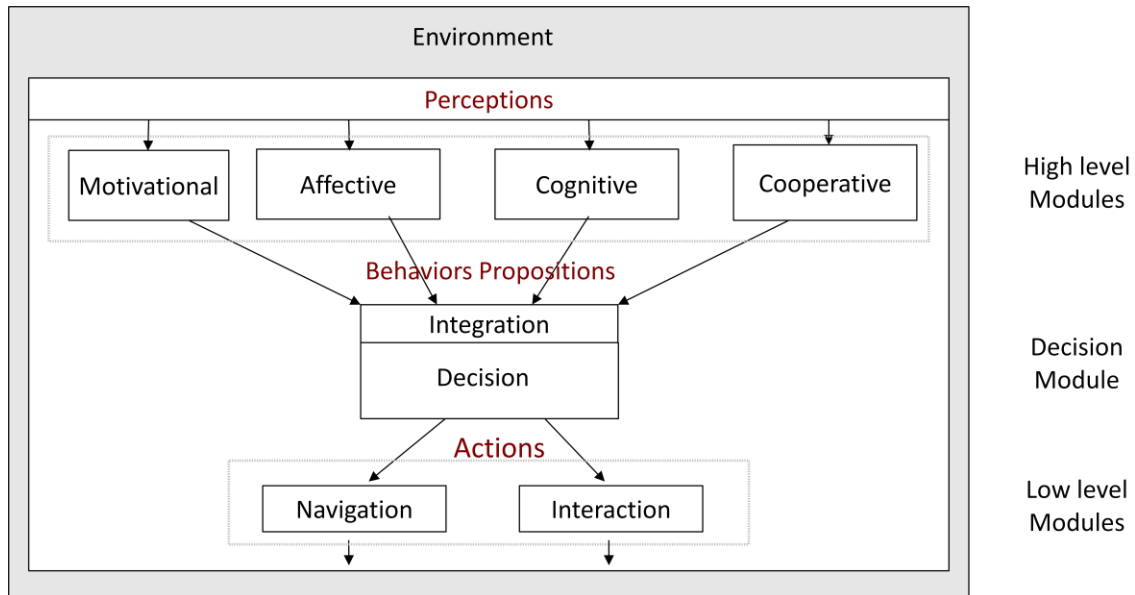 Environment
Perceptions
Motivational
Affective
Cognitive
Cooperative
High level
Modules
Behaviors Propositions
Integration
Decision
Decision
Module
Actions
Navigation
Interaction
Low level
Modules